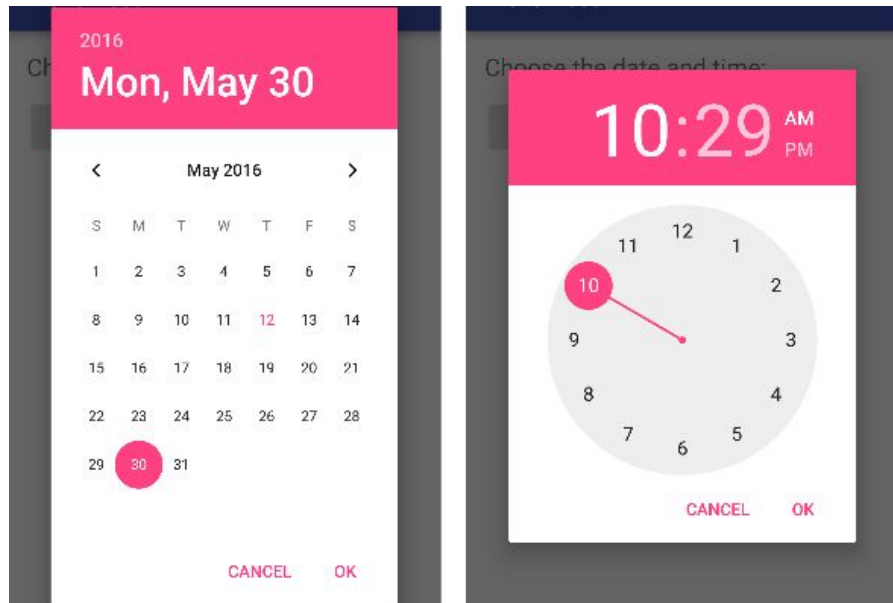 2016
Mon, May 30
May 2016
S M T W T F S
1 2 3 4 5 6 7
8 9 10 11 12 13 14
15 16 17 18 19 20 21
22 23 24 25 26 27 28
29 30 31
CANCEL OK
Ch
Choose the date and time:
10:29 AM
PM
12
11 1
10 2
9 3
8 4
7 5
6
CANCEL OK